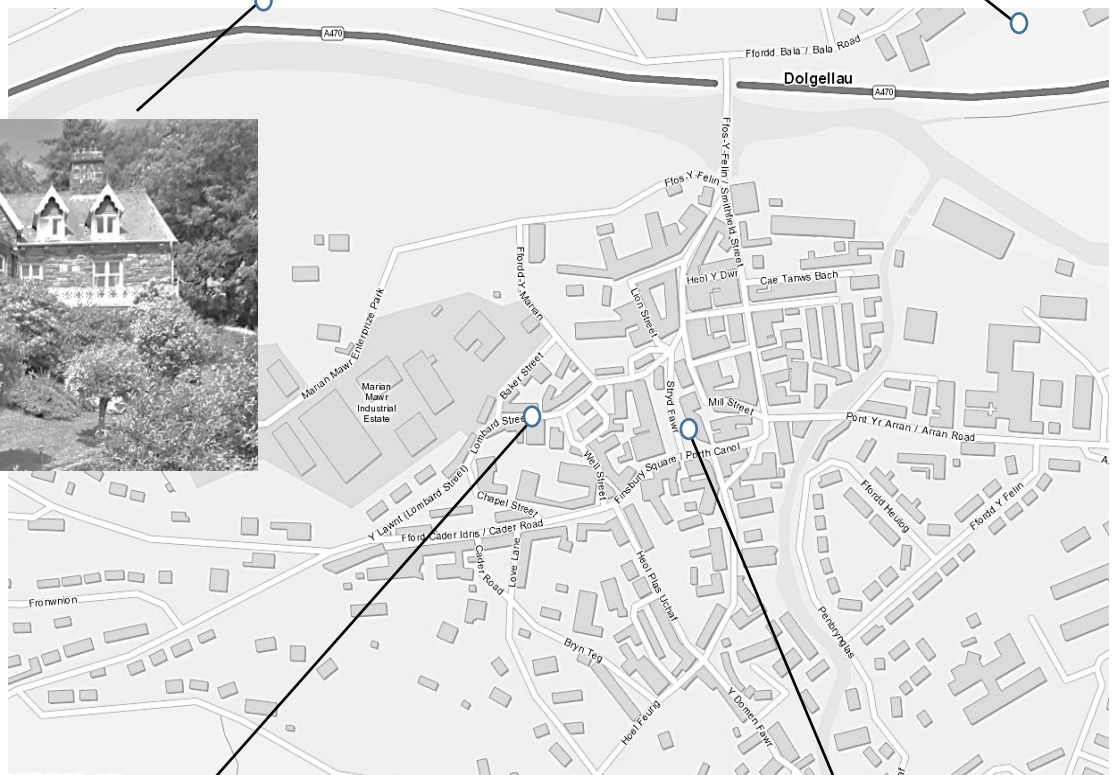 A470
Ffordd Bala / Bala Road
Dolgellau
A470
Ffos-Y-Felin / Smithfield Street
Ffos-Y-Felin
Ffordd-Y-Marian
Heol Y Dwr
Cae Tanws Bach
Lion Street
Marian Mawr Enterprize Park
Marian
Mawr
Industrial
Estate
Baker Street
Stryd Fawr
Mill Street
Lombard Street
Pont Yr Arran / Arran Road
Well Street
Finsbury Square / Porth Canol
Y Lawnt (Lombard Street)
Chapel Street
Fford Cader Idris / Cader Road
Ffordd Heulog
Ffordd Y Felin
Cader Road
Love Lane
Heol Plas Uchaf
Fronwnion
Penbrynglas
Bryn Teg
Hoel Feurig
Y Domen Fawr